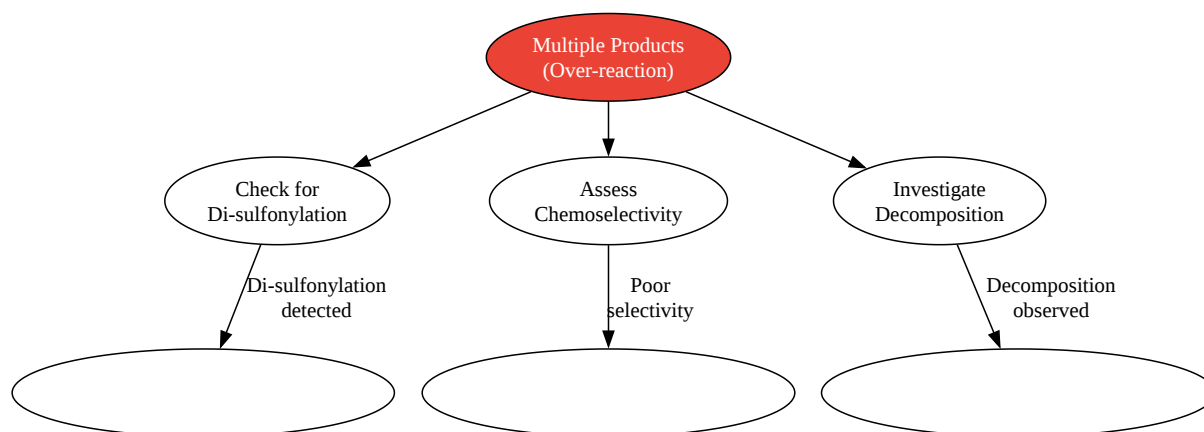 Multiple Products
(Over-reaction)
Check for
Di-sulfonylation
Assess
Chemoselectivity
Investigate
Decomposition
Di-sulfonylation
detected
Poor
selectivity
Decomposition
observed